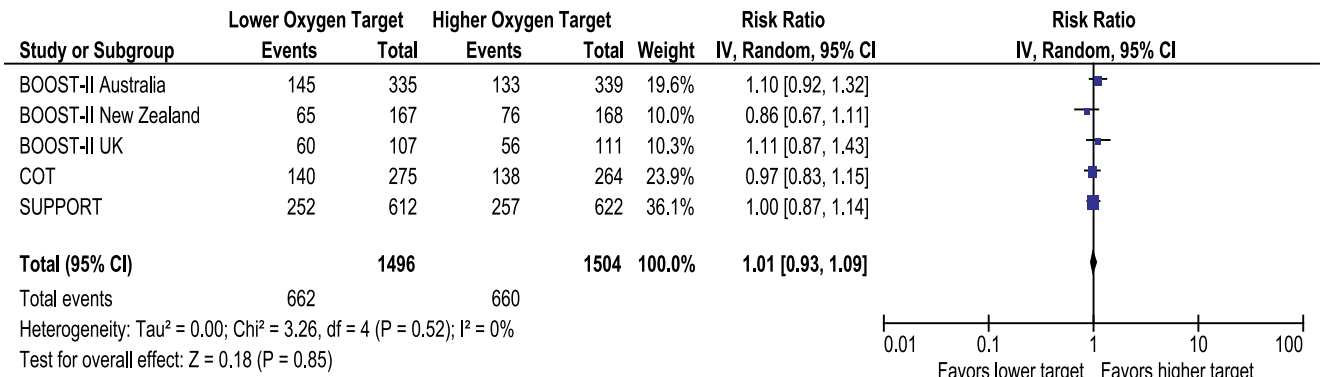 Lower Oxygen Target Higher Oxygen Target Risk Ratio Risk Ratio
Study or Subgroup Events Total Events Total Weight IV, Random, 95% CI IV, Random, 95% CI
BOOST-II Australia 145 335 133 339 19.6% 1.10 [0.92, 1.32]
BOOST-II New Zealand 65 167 76 168 10.0% 0.86 [0.67, 1.11]
BOOST-II UK 60 107 56 111 10.3% 1.11 [0.87, 1.43]
COT 140 275 138 264 23.9% 0.97 [0.83, 1.15]
SUPPORT 252 612 257 622 36.1% 1.00 [0.87, 1.14]
Total (95% CI) 1496 1504 100.0% 1.01 [0.93, 1.09]
Total events 662 660
Heterogeneity: Tau² = 0.00; Chi² = 3.26, df = 4 (P = 0.52); I² = 0%
Test for overall effect: Z = 0.18 (P = 0.85)
0.01 0.1 1 10 100
Favors lower target Favors higher target